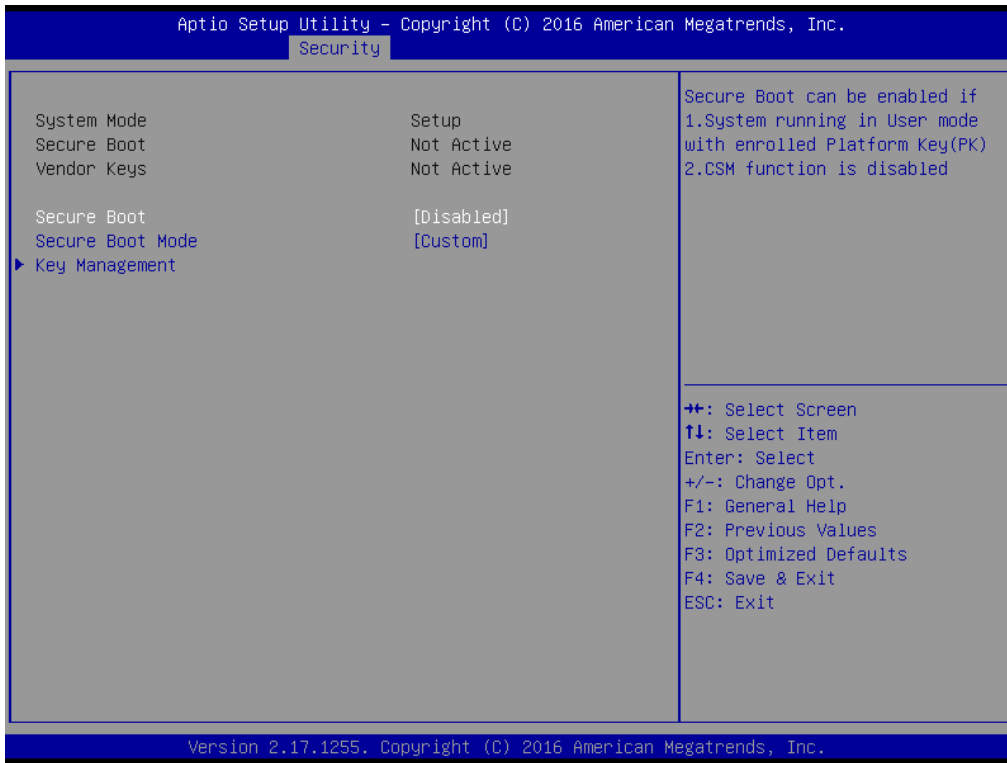 Aptio Setup Utility – Copyright (C) 2016 American Megatrends, Inc.
Security
System Mode Setup
Secure Boot Not Active
Vendor Keys Not Active
Secure Boot [Disabled]
Secure Boot Mode [Custom]
▶ Key Management
Secure Boot can be enabled if
1.System running in User mode
with enrolled Platform Key(PK)
2.CSM function is disabled
→←: Select Screen
↑↓: Select Item
Enter: Select
+/-: Change Opt.
F1: General Help
F2: Previous Values
F3: Optimized Defaults
F4: Save & Exit
ESC: Exit
Version 2.17.1255. Copyright (C) 2016 American Megatrends, Inc.